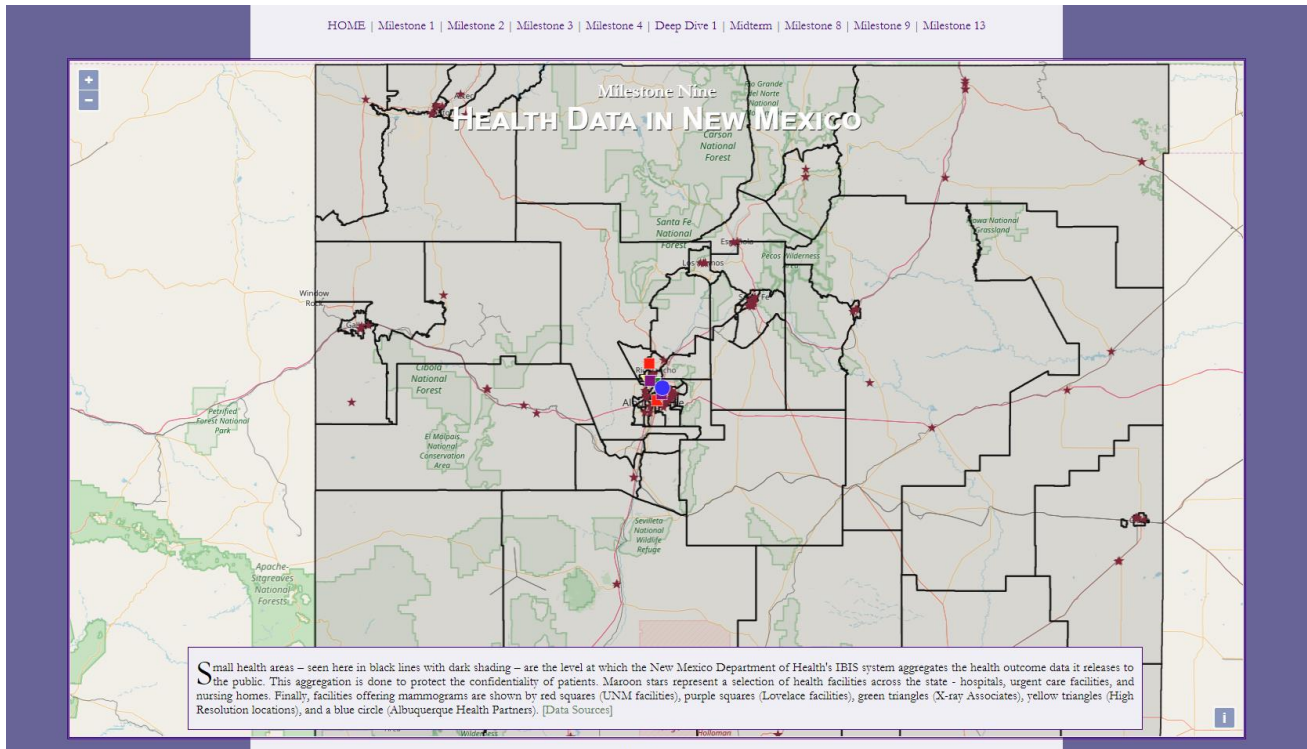 HOME | Milestone 1 | Milestone 2 | Milestone 3 | Milestone 4 | Deep Dive 1 | Midterm | Milestone 8 | Milestone 9 | Milestone 13
+
−
Milestone Nine
HEALTH DATA IN NEW MEXICO
Carson
National
Forest
Santa Fe
National
Forest
Pecos Wilderness
Window
Rock
Cibola
National
Forest
Petrified
Forest National
Park
El Malpais
National
Conservation
Area
Sevilleta
National
Wildlife
Refuge
Apache-
Sitgreaves
National
Forests
Small health areas – seen here in black lines with dark shading – are the level at which the New Mexico Department of Health's IBIS system aggregates the health outcome data it releases to
the public. This aggregation is done to protect the confidentiality of patients. Maroon stars represent a selection of health facilities across the state - hospitals, urgent care facilities, and
nursing homes. Finally, facilities offering mammograms are shown by red squares (UNM facilities), purple squares (Lovelace facilities), green triangles (X-ray Associates), yellow triangles (High
Resolution locations), and a blue circle (Albuquerque Health Partners). [Data Sources]
i
Wilderness
Holloman